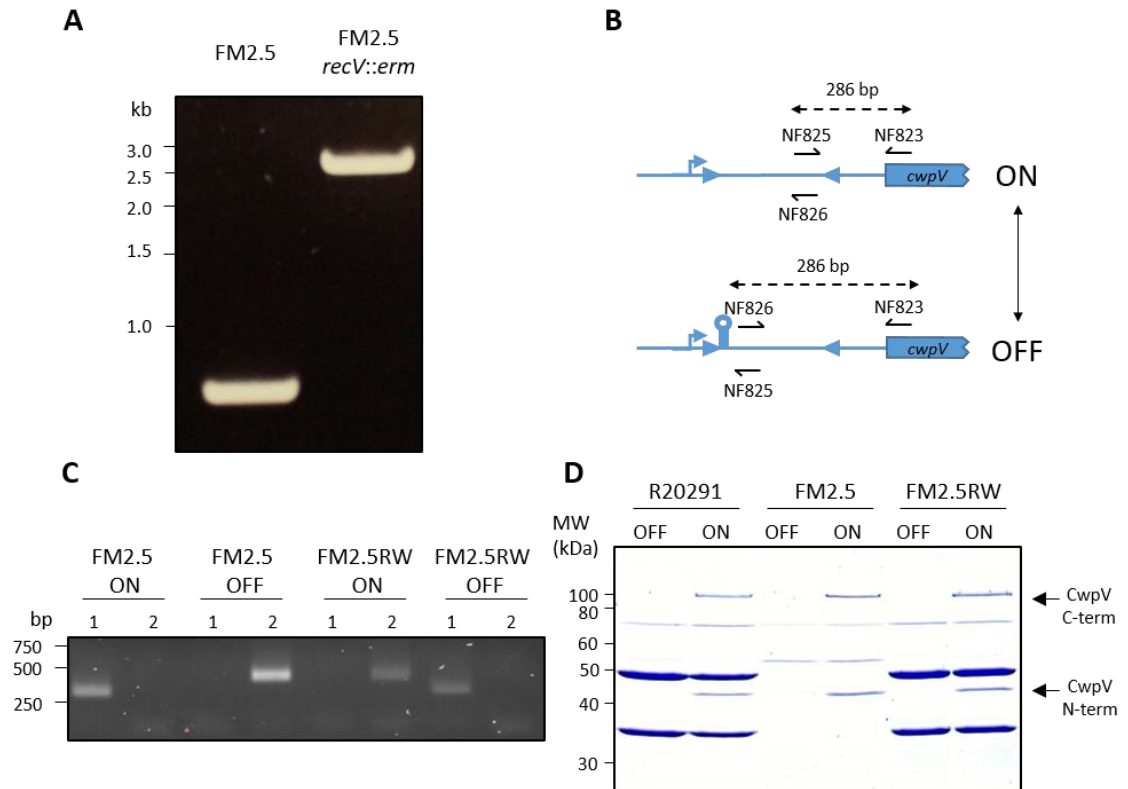 A
FM2.5
FM2.5
recV::erm
kb
3.0
2.5
2.0
1.5
1.0
B
286 bp
NF825
NF823
cwpV
ON
NF826
286 bp
NF826
NF823
cwpV
OFF
NF825
C
FM2.5 FM2.5 FM2.5RW FM2.5RW
ON OFF ON OFF
bp 1 2 1 2 1 2 1 2
750
500
250
D
R20291 FM2.5 FM2.5RW
MW
(kDa)
OFF ON OFF ON OFF ON
100
80
60
50
40
30
CwpV
C-term
CwpV
N-term